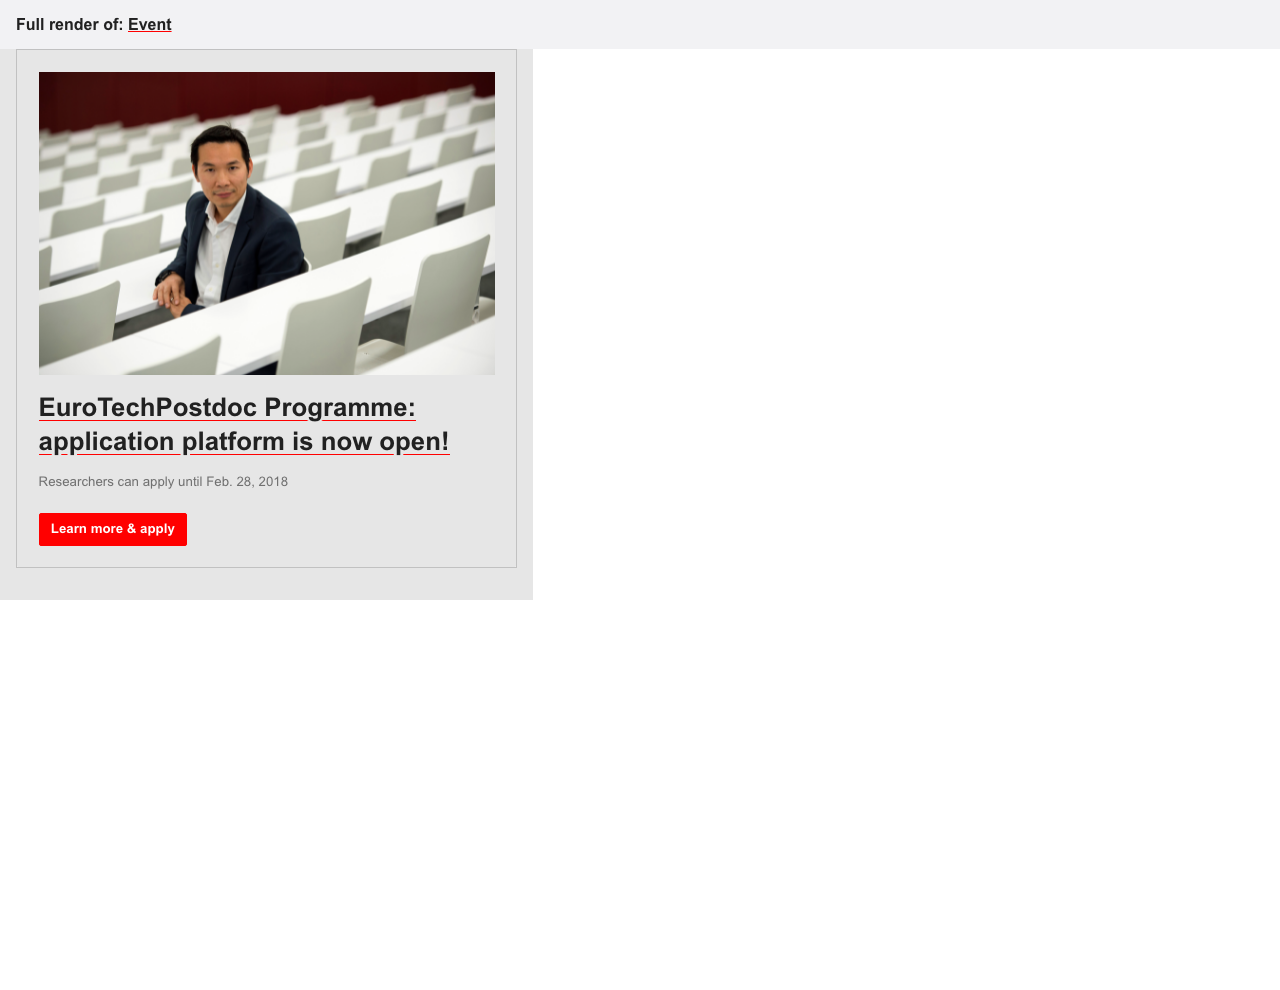 Full render of: Event
EuroTechPostdoc Programme:
application platform is now open!
Researchers can apply until Feb. 28, 2018
Learn more & apply